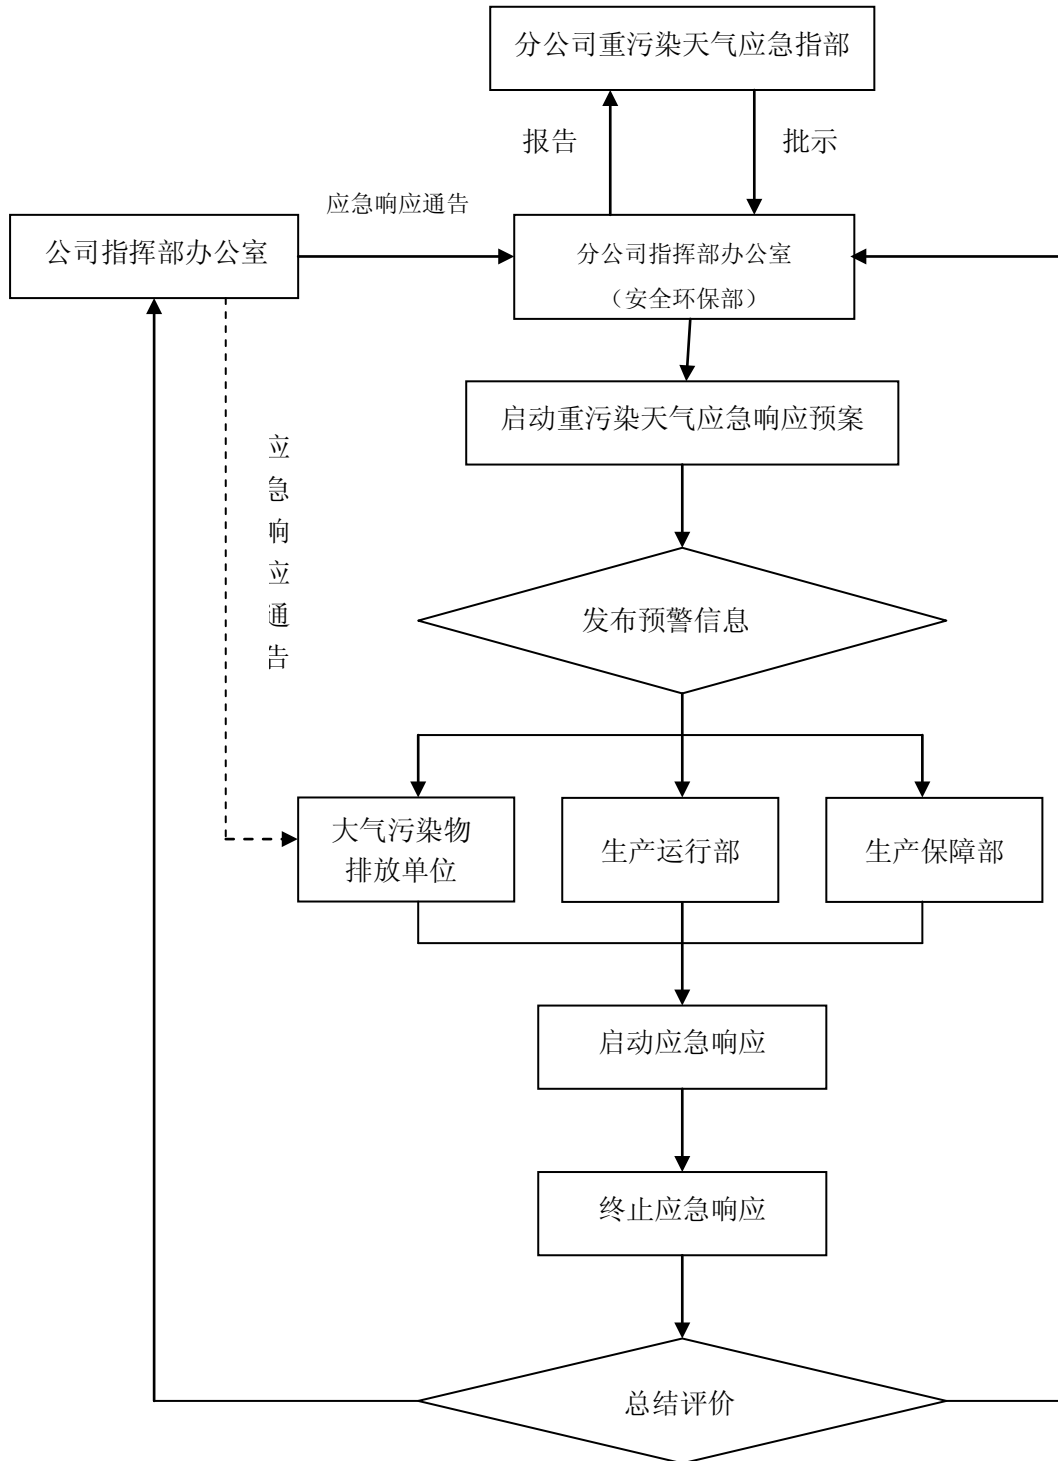 分公司重污染天气应急指部
报告
批示
应急响应通告
公司指挥部办公室
分公司指挥部办公室
（安全环保部）
启动重污染天气应急响应预案
应
急
响
应
通
告
发布预警信息
大气污染物
排放单位
生产运行部
生产保障部
启动应急响应
终止应急响应
总结评价